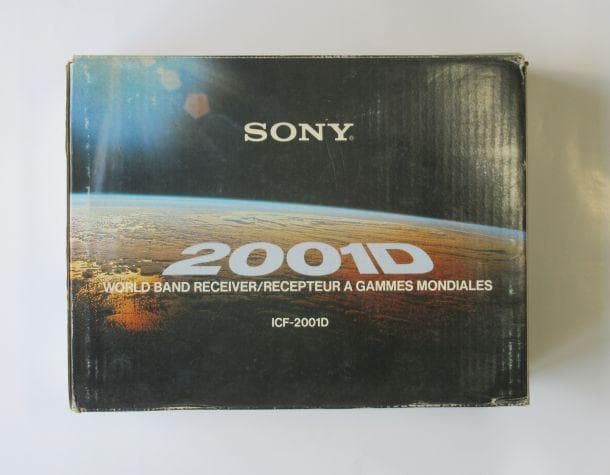 SONY®
2001D
WORLD BAND RECEIVER/RECEPTEUR A GAMMES MONDIALES
ICF-2001D